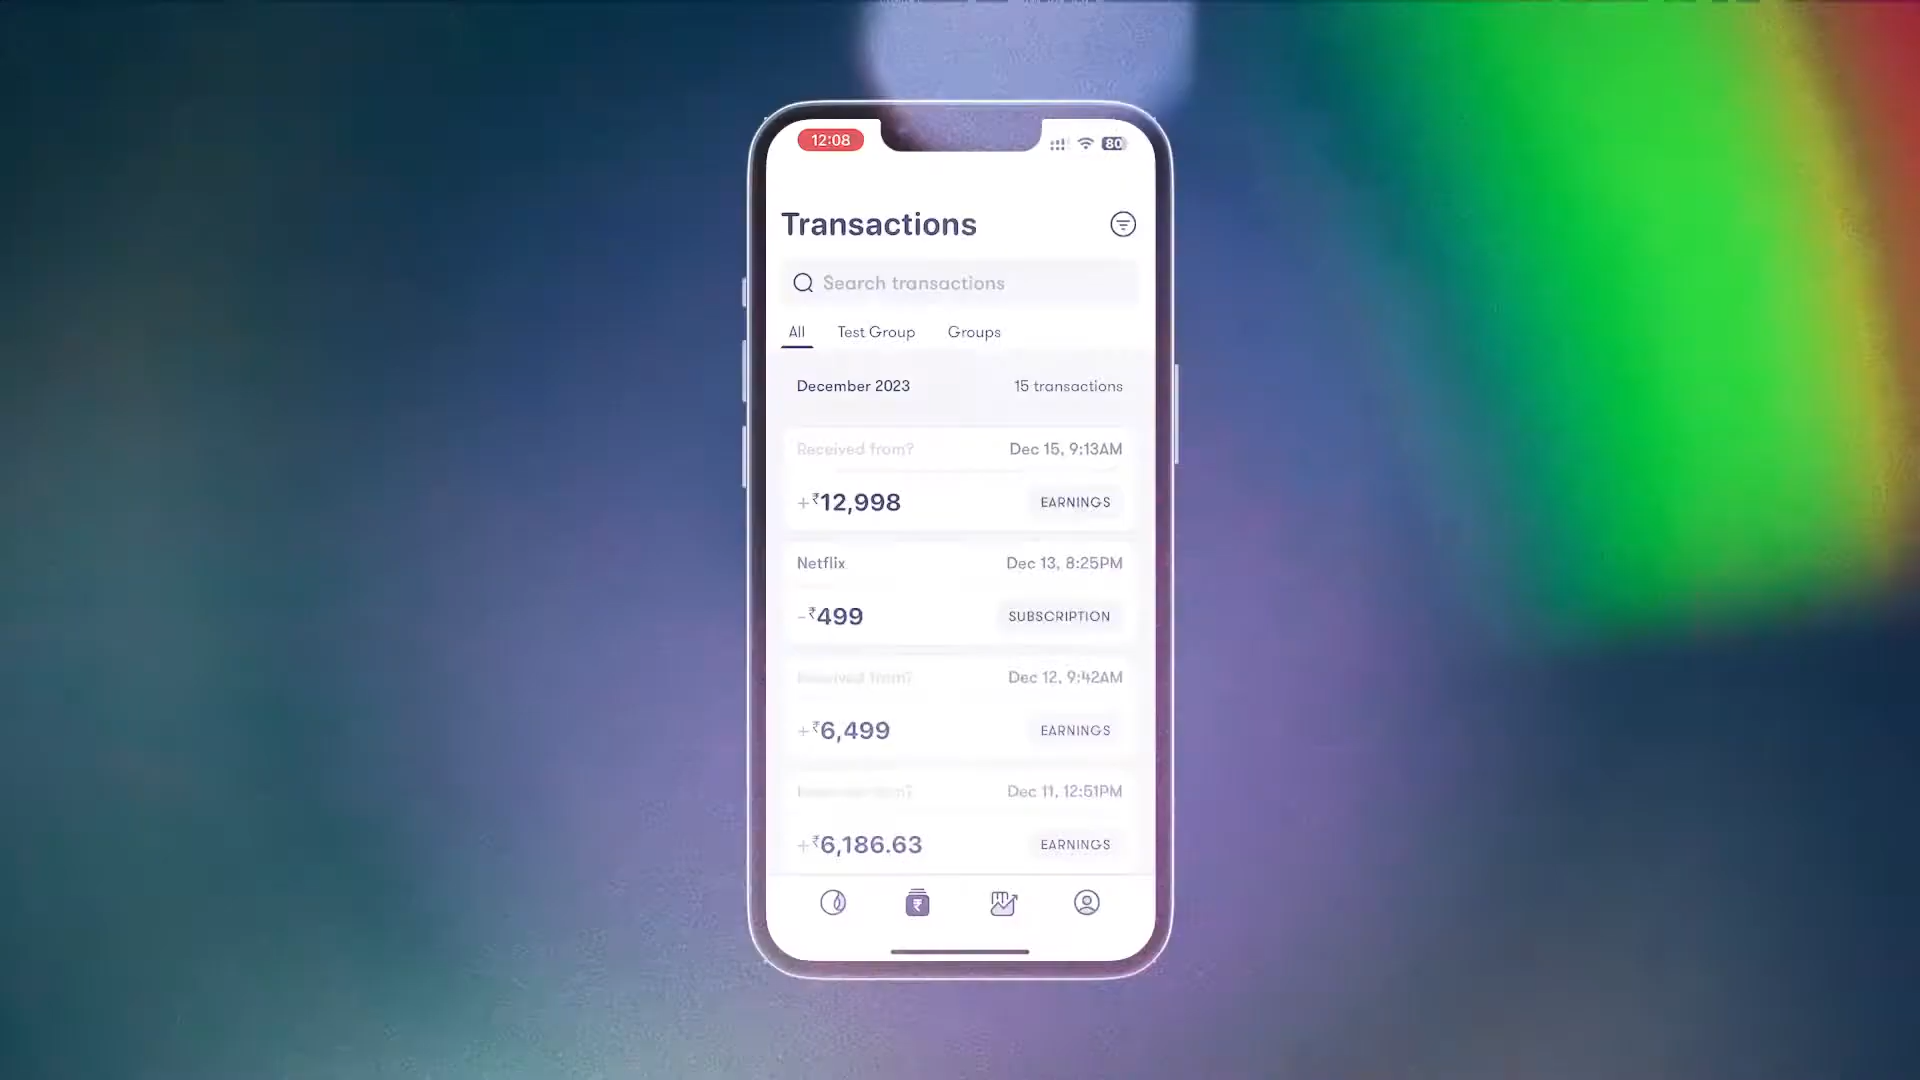 12:08
80
Transactions
Search transactions
All Test Group Groups
December 2023 15 transactions
Received from? Dec 15, 9:13AM
+₹12,998 EARNINGS
Netflix Dec 13, 8:25PM
-₹499 SUBSCRIPTION
Received from? Dec 12, 9:42AM
+₹6,499 EARNINGS
Dec 11, 12:51PM
+₹6,186.63 EARNINGS
₹